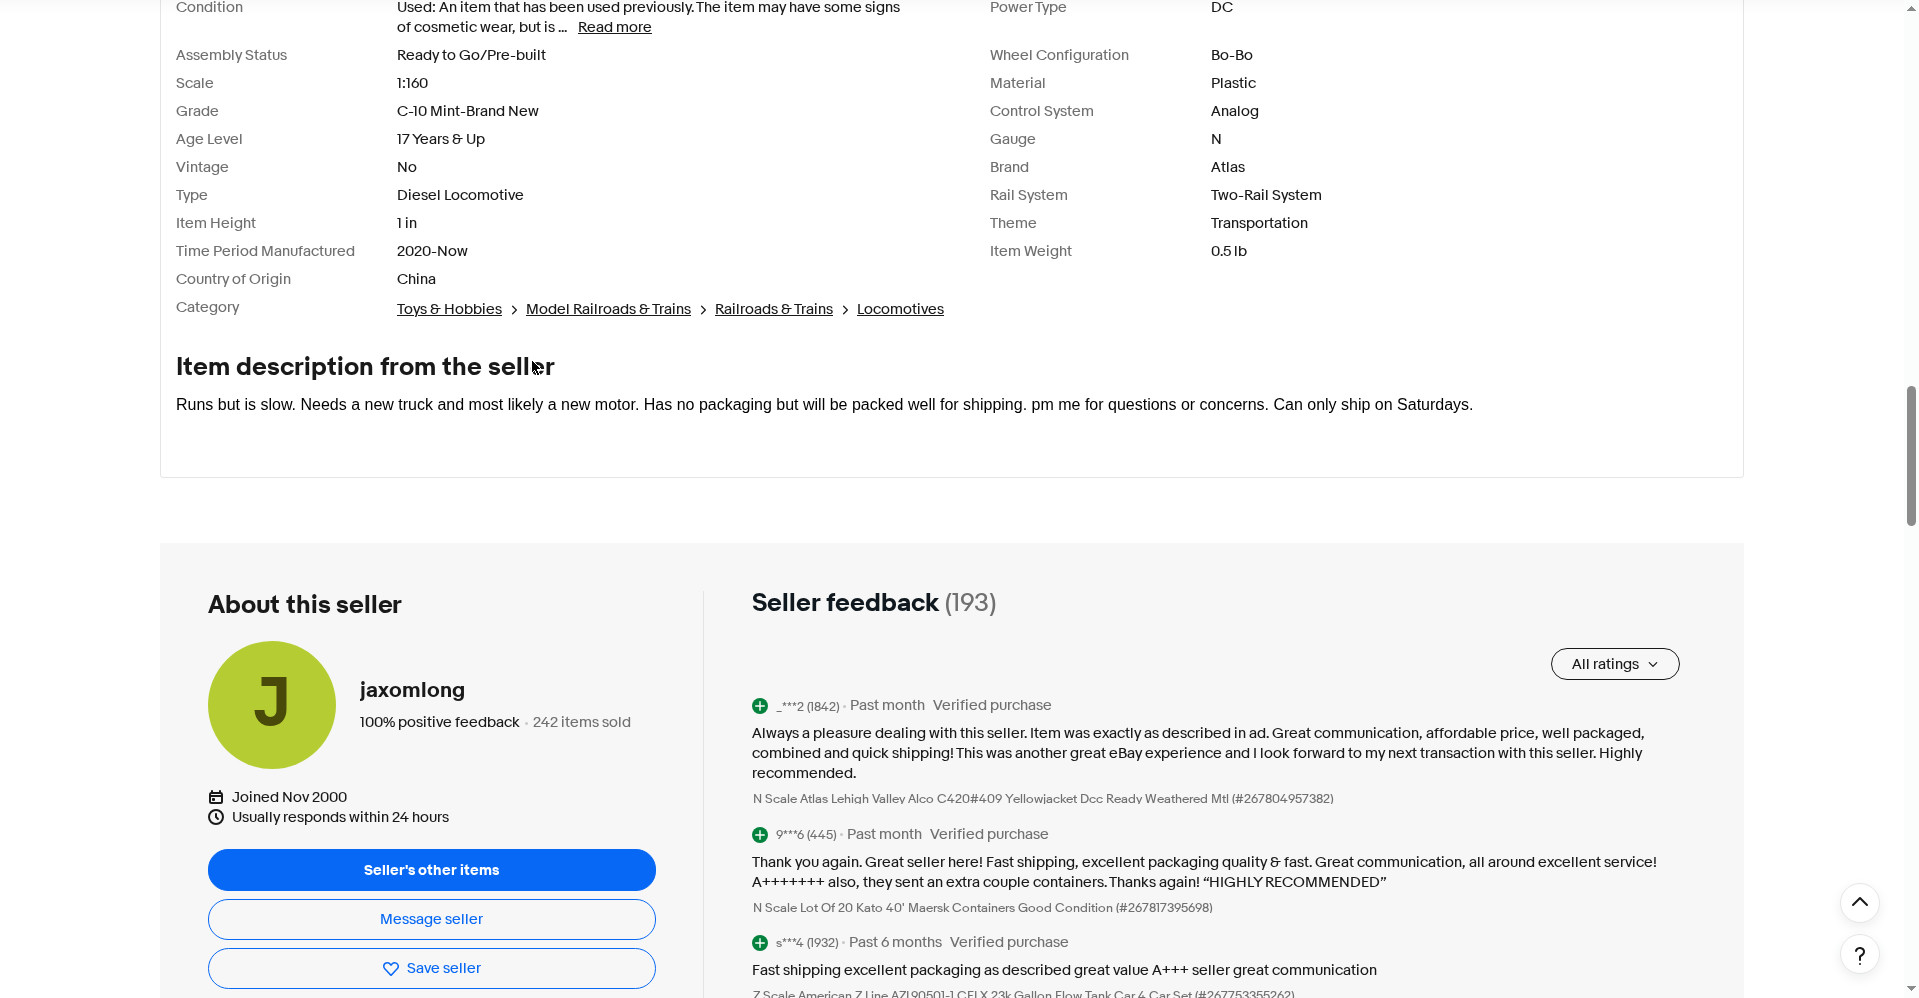 Condition
Used: An item that has been used previously. The item may have some signs
of cosmetic wear, but is ... Read more
Power Type
DC
Assembly Status
Ready to Go/Pre-built
Wheel Configuration
Bo-Bo
Scale
1:160
Material
Plastic
Grade
C-10 Mint-Brand New
Control System
Analog
Age Level
17 Years & Up
Gauge
N
Vintage
No
Brand
Atlas
Type
Diesel Locomotive
Rail System
Two-Rail System
Item Height
1 in
Theme
Transportation
Time Period Manufactured
2020-Now
Item Weight
0.5 lb
Country of Origin
China
Category
Toys & Hobbies > Model Railroads & Trains > Railroads & Trains > Locomotives
Item description from the seller
Runs but is slow. Needs a new truck and most likely a new motor. Has no packaging but will be packed well for shipping. pm me for questions or concerns. Can only ship on Saturdays.
About this seller
J
jaxomlong
100% positive feedback · 242 items sold
Joined Nov 2000
Usually responds within 24 hours
Seller's other items
Message seller
Save seller
Seller feedback (193)
All ratings
_***2 (1842) · Past month Verified purchase
Always a pleasure dealing with this seller. Item was exactly as described in ad. Great communication, affordable price, well packaged,
combined and quick shipping! This was another great eBay experience and I look forward to my next transaction with this seller. Highly
recommended.
N Scale Atlas Lehigh Valley Alco C420#409 Yellowjacket Dcc Ready Weathered Mtl (#267804957382)
9***6 (445) · Past month Verified purchase
Thank you again. Great seller here! Fast shipping, excellent packaging quality & fast. Great communication, all around excellent service!
A+++++++ also, they sent an extra couple containers. Thanks again! “HIGHLY RECOMMENDED”
N Scale Lot Of 20 Kato 40' Maersk Containers Good Condition (#267817395698)
s***4 (1932) · Past 6 months Verified purchase
Fast shipping excellent packaging as described great value A+++ seller great communication
Z Scale American Z Line AZL90501-1 CELX 23k Gallon Flow Tank Car 4 Car Set (#267753355262)
?